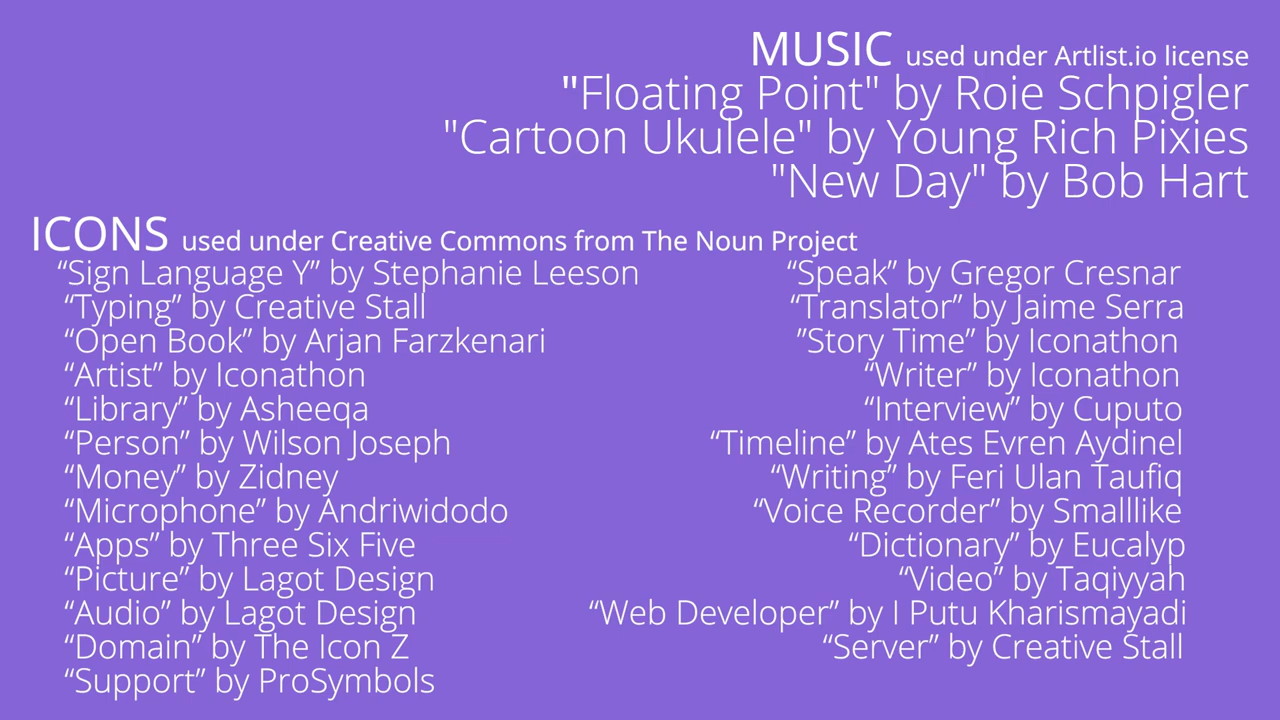 MUSIC used under Artlist.io license
"Floating Point" by Roie Schpigler
"Cartoon Ukulele" by Young Rich Pixies
"New Day" by Bob Hart
ICONS used under Creative Commons from The Noun Project
“Sign Language Y” by Stephanie Leeson
“Typing” by Creative Stall
“Open Book” by Arjan Farzkenari
“Artist” by Iconathon
“Library” by Asheeqa
“Person” by Wilson Joseph
“Money” by Zidney
“Microphone” by Andriwidodo
“Apps” by Three Six Five
“Picture” by Lagot Design
“Audio” by Lagot Design
“Domain” by The Icon Z
“Support” by ProSymbols
“Speak” by Gregor Cresnar
“Translator” by Jaime Serra
”Story Time” by Iconathon
“Writer” by Iconathon
“Interview” by Cuputo
“Timeline” by Ates Evren Aydinel
“Writing” by Feri Ulan Taufiq
“Voice Recorder” by Smalllike
“Dictionary” by Eucalyp
“Video” by Taqiyyah
“Web Developer” by I Putu Kharismayadi
“Server” by Creative Stall